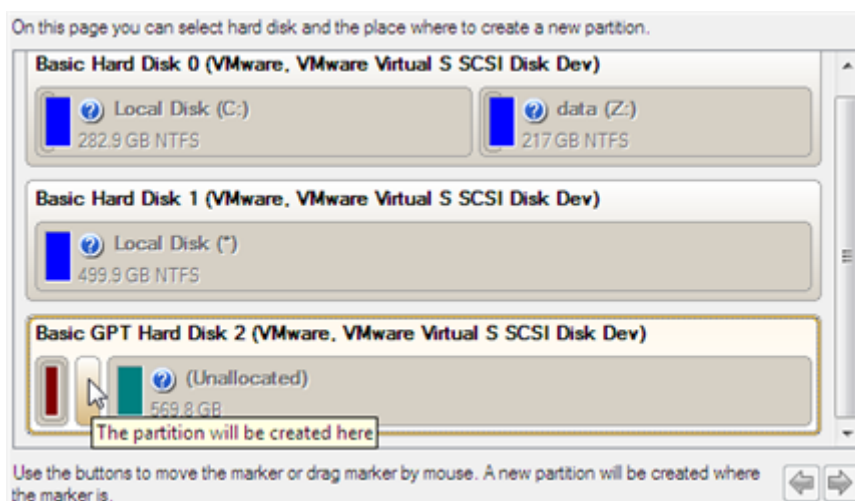 On this page you can select hard disk and the place where to create a new partition.
Basic Hard Disk 0 (VMware, VMware Virtual S SCSI Disk Dev)
Local Disk (C:) data (Z:)
282.9 GB NTFS 217 GB NTFS
Basic Hard Disk 1 (VMware, VMware Virtual S SCSI Disk Dev)
Local Disk (*)
499.9 GB NTFS
Basic GPT Hard Disk 2 (VMware, VMware Virtual S SCSI Disk Dev)
(Unallocated)
569.8 GB
The partition will be created here
Use the buttons to move the marker or drag marker by mouse. A new partition will be created where
the marker is.